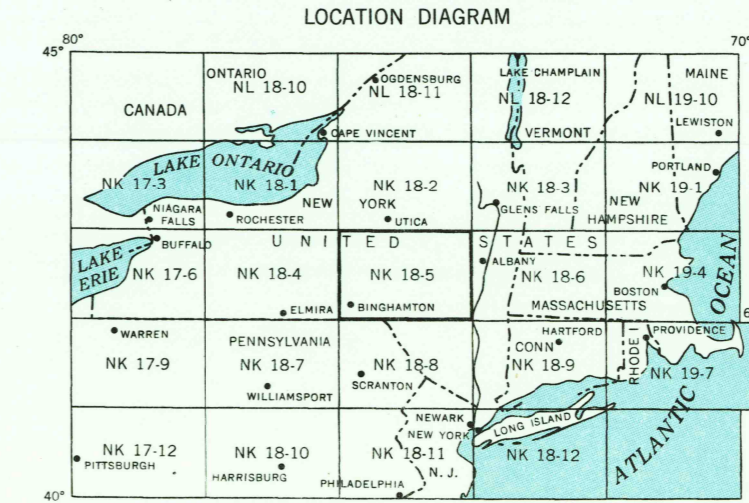 LOCATION DIAGRAM
80°
70°
45°
ONTARIO
NL 18-10
OGDENSBURG
NL 18-11
LAKE CHAMPLAIN
NL 18-12
MAINE
NL 19-10
CANADA
CAPE VINCENT
VERMONT
LEWISTON
LAKE ONTARIO
NK 17-3
NK 18-1
NEW
YORK
NK 18-2
NK 18-3
NEW
HAMPSHIRE
PORTLAND
NK 19-1
NIAGARA
FALLS
ROCHESTER
UTICA
GLENS FALLS
BUFFALO
UNITED STATES
LAKE
ERIE
NK 17-6
NK 18-4
NK 18-5
ALBANY
NK 18-6
NK 19-4
BOSTON
OCEAN
ELMIRA
BINGHAMTON
MASSACHUSETTS
6
WARREN
PENNSYLVANIA
HARTFORD
PROVIDENCE
NK 17-9
NK 18-7
NK 18-8
CONN
NK 18-9
RHODE I
NK 19-7
WILLIAMSPORT
SCRANTON
NEWARK
NEW YORK
LONG ISLAND
ATLANTIC
NK 17-12
NK 18-10
NK 18-11
NK 18-12
PITTSBURGH
HARRISBURG
N. J.
PHILADELPHIA
40°